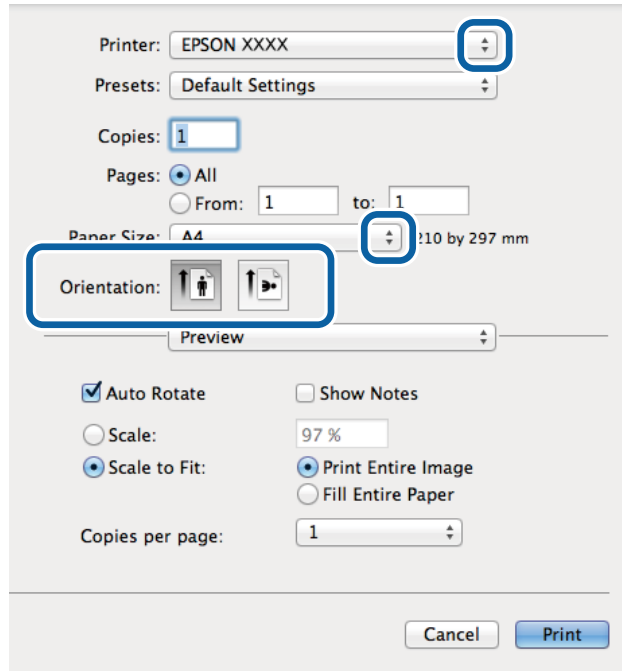 Printer: EPSON XXXX
Presets: Default Settings
Copies: 1
Pages: All
From: 1 to: 1
Paper Size: A4 210 by 297 mm
Orientation:
Preview
Auto Rotate Show Notes
Scale: 97 %
Scale to Fit: Print Entire Image
Fill Entire Paper
Copies per page: 1
Cancel Print